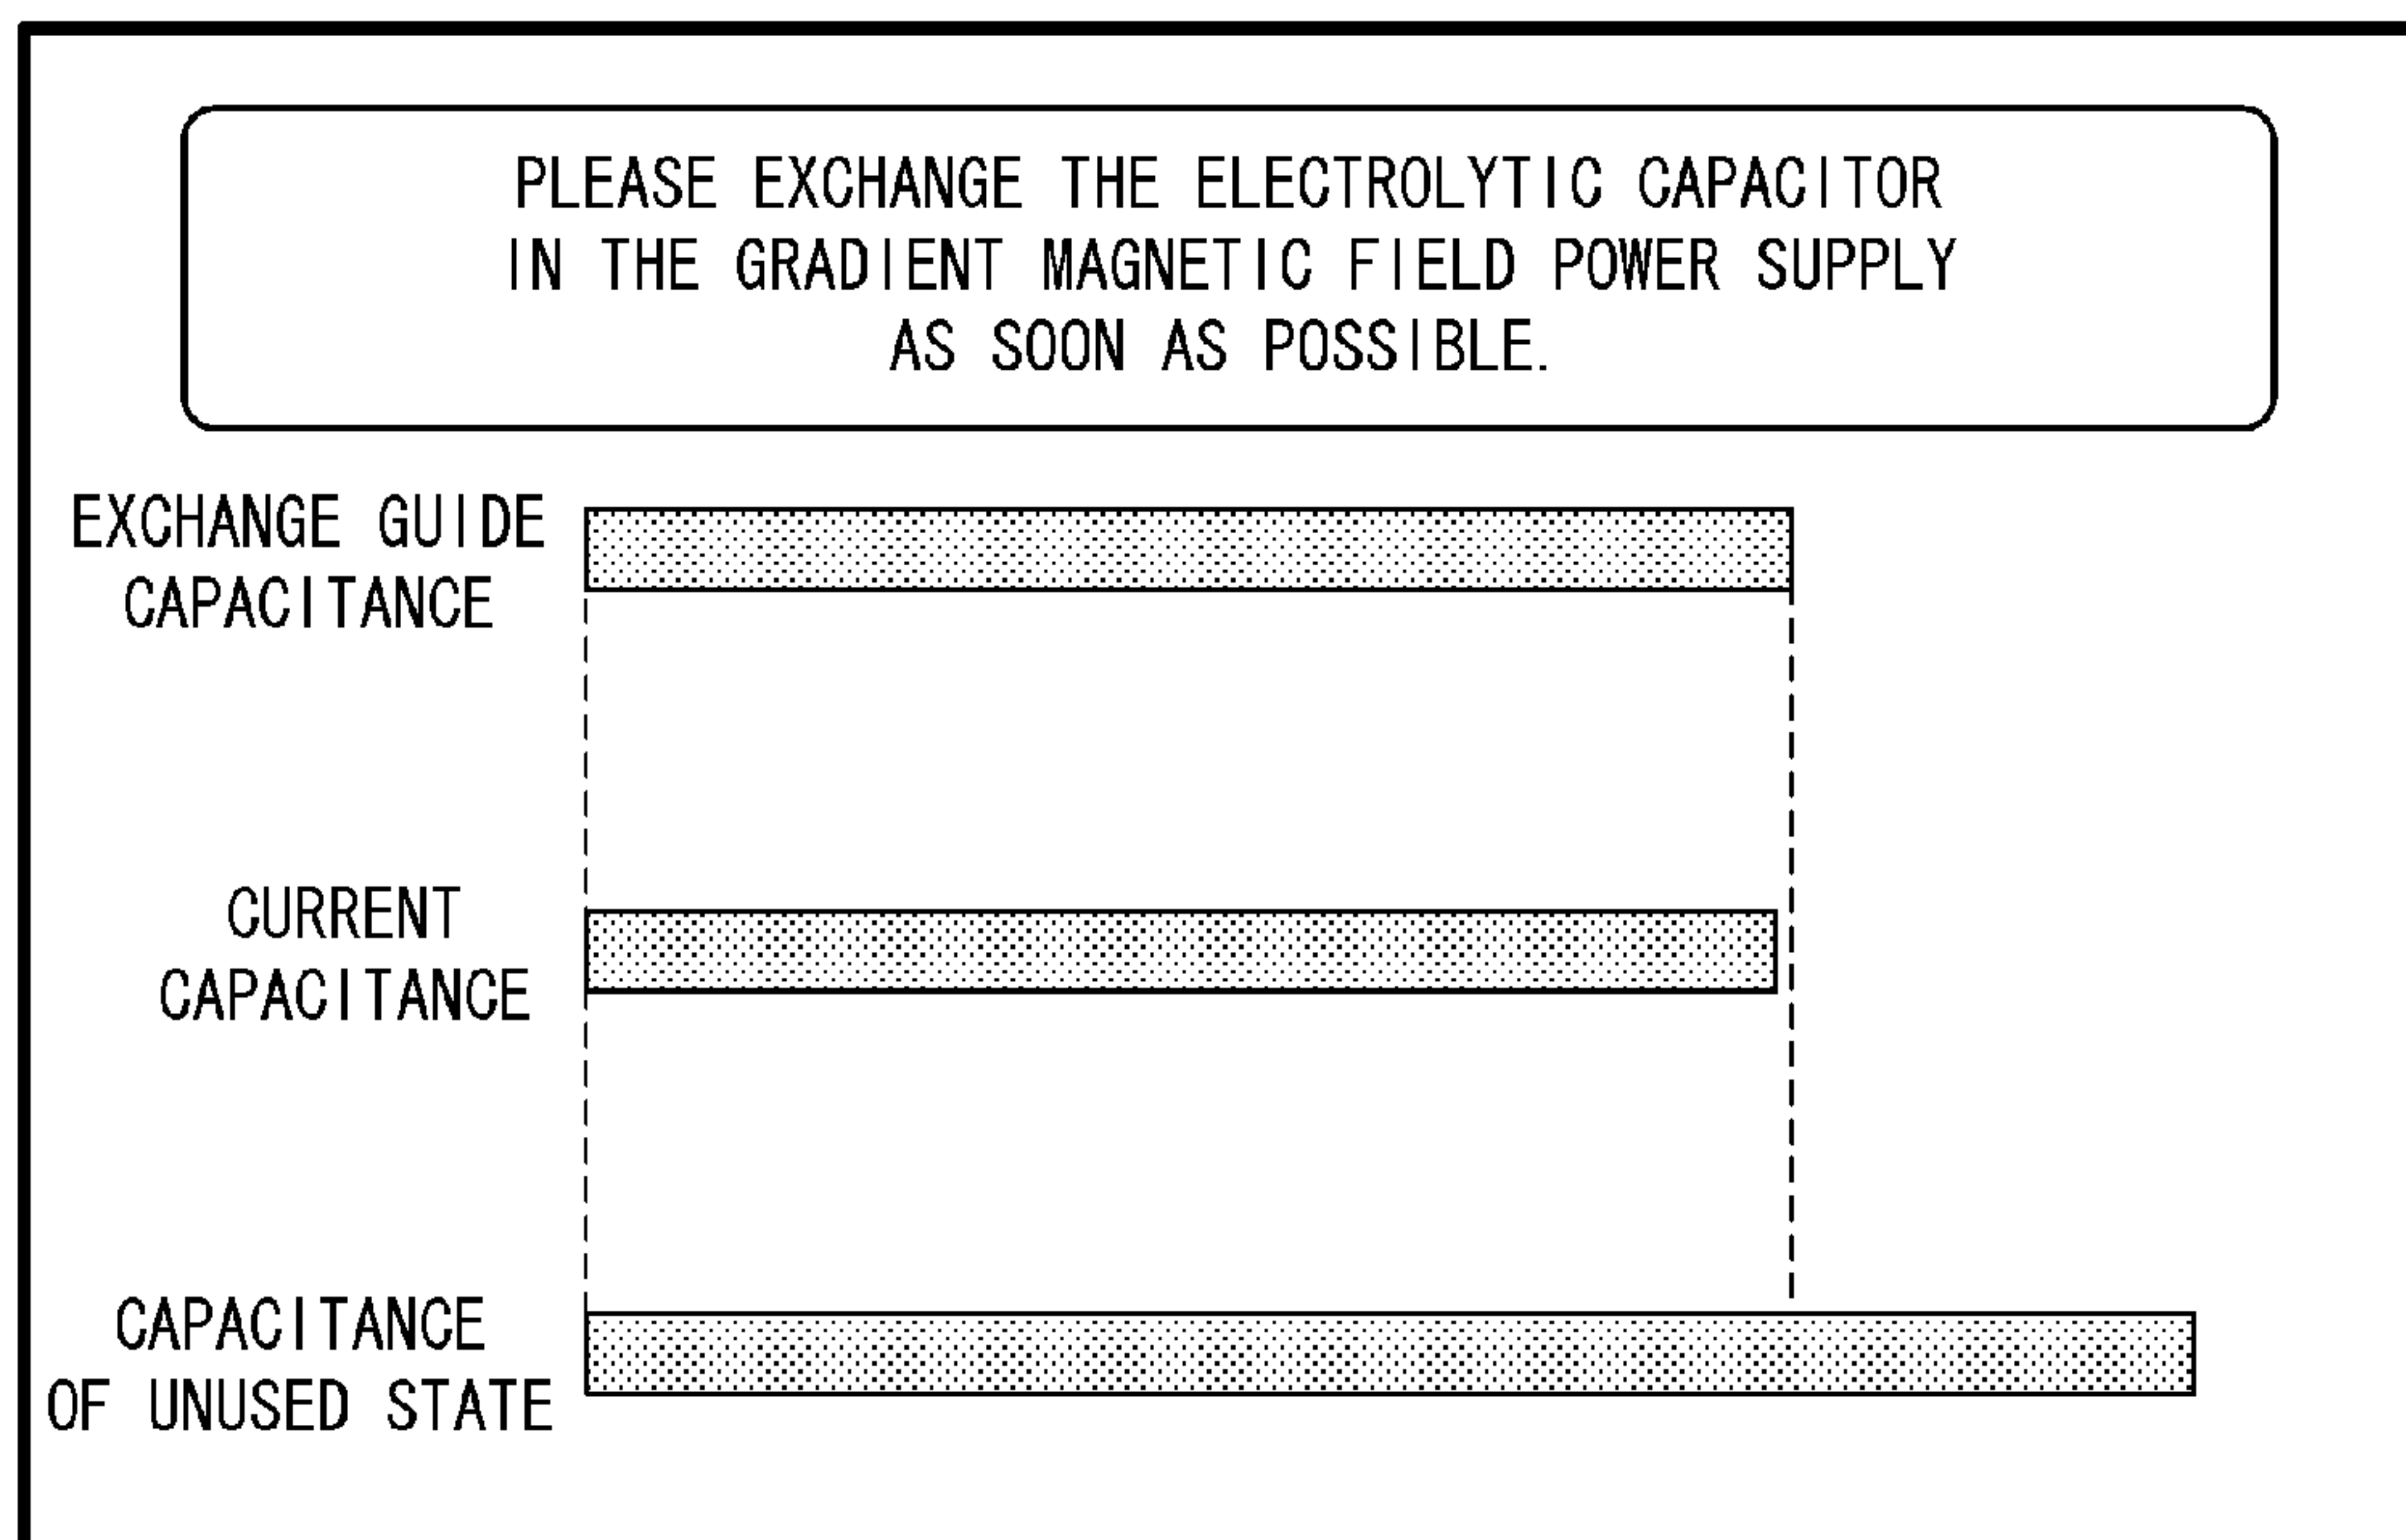 PLEASE EXCHANGE THE ELECTROLYTIC CAPACITOR
IN THE GRADIENT MAGNETIC FIELD POWER SUPPLY
AS SOON AS POSSIBLE.
EXCHANGE GUIDE
CAPACITANCE
CURRENT
CAPACITANCE
CAPACITANCE
OF UNUSED STATE